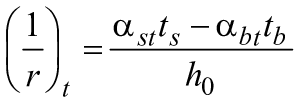 (1/r)_t = (α_st t_s − α_bt t_b) / h_0